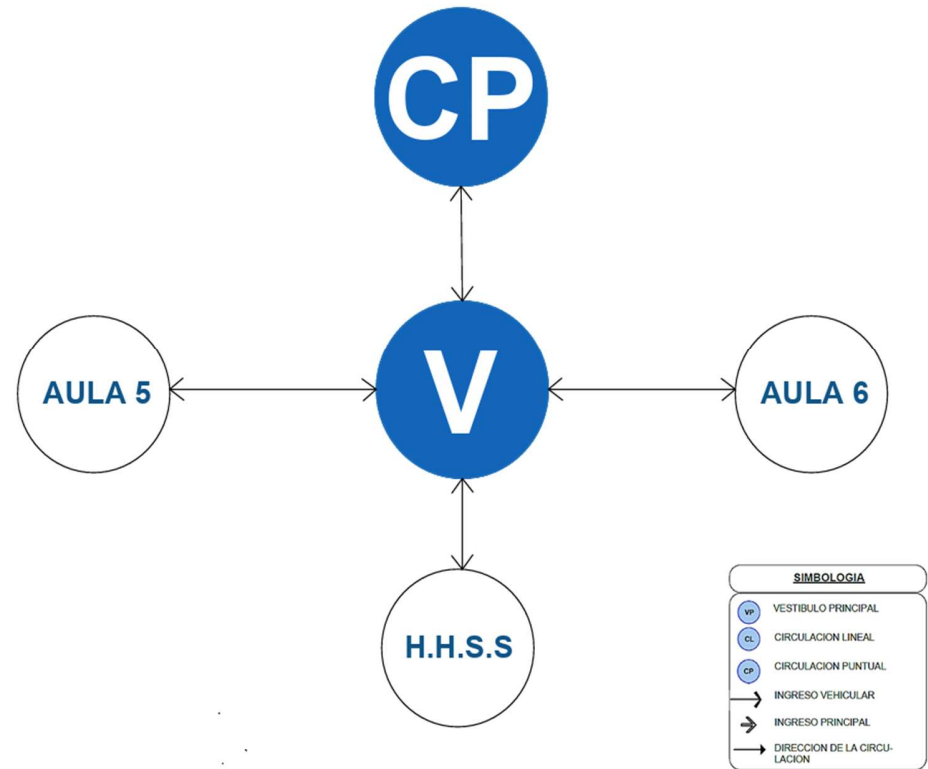 CP
AULA 5
V
AULA 6
H.H.S.S
SIMBOLOGIA
VP VESTIBULO PRINCIPAL
CL CIRCULACION LINEAL
CP CIRCULACION PUNTUAL
INGRESO VEHICULAR
INGRESO PRINCIPAL
DIRECCION DE LA CIRCU-
LACION